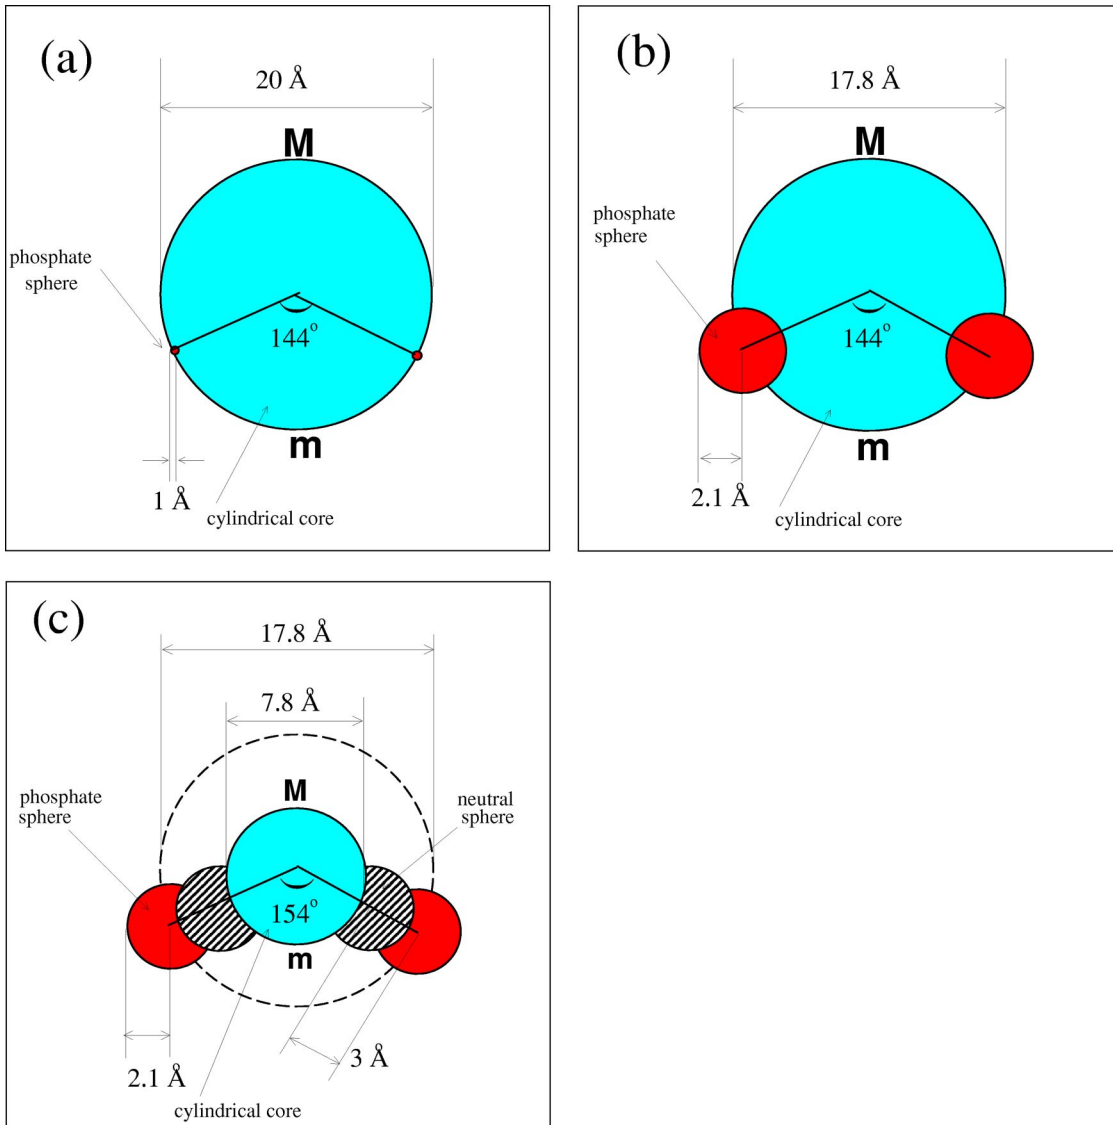 (a)
20 Å
M
phosphate
sphere
144°
m
1 Å
cylindrical core
(b)
17.8 Å
M
phosphate
sphere
144°
m
2.1 Å
cylindrical core
(c)
17.8 Å
7.8 Å
M
phosphate
sphere
neutral
sphere
154°
m
3 Å
2.1 Å
cylindrical core